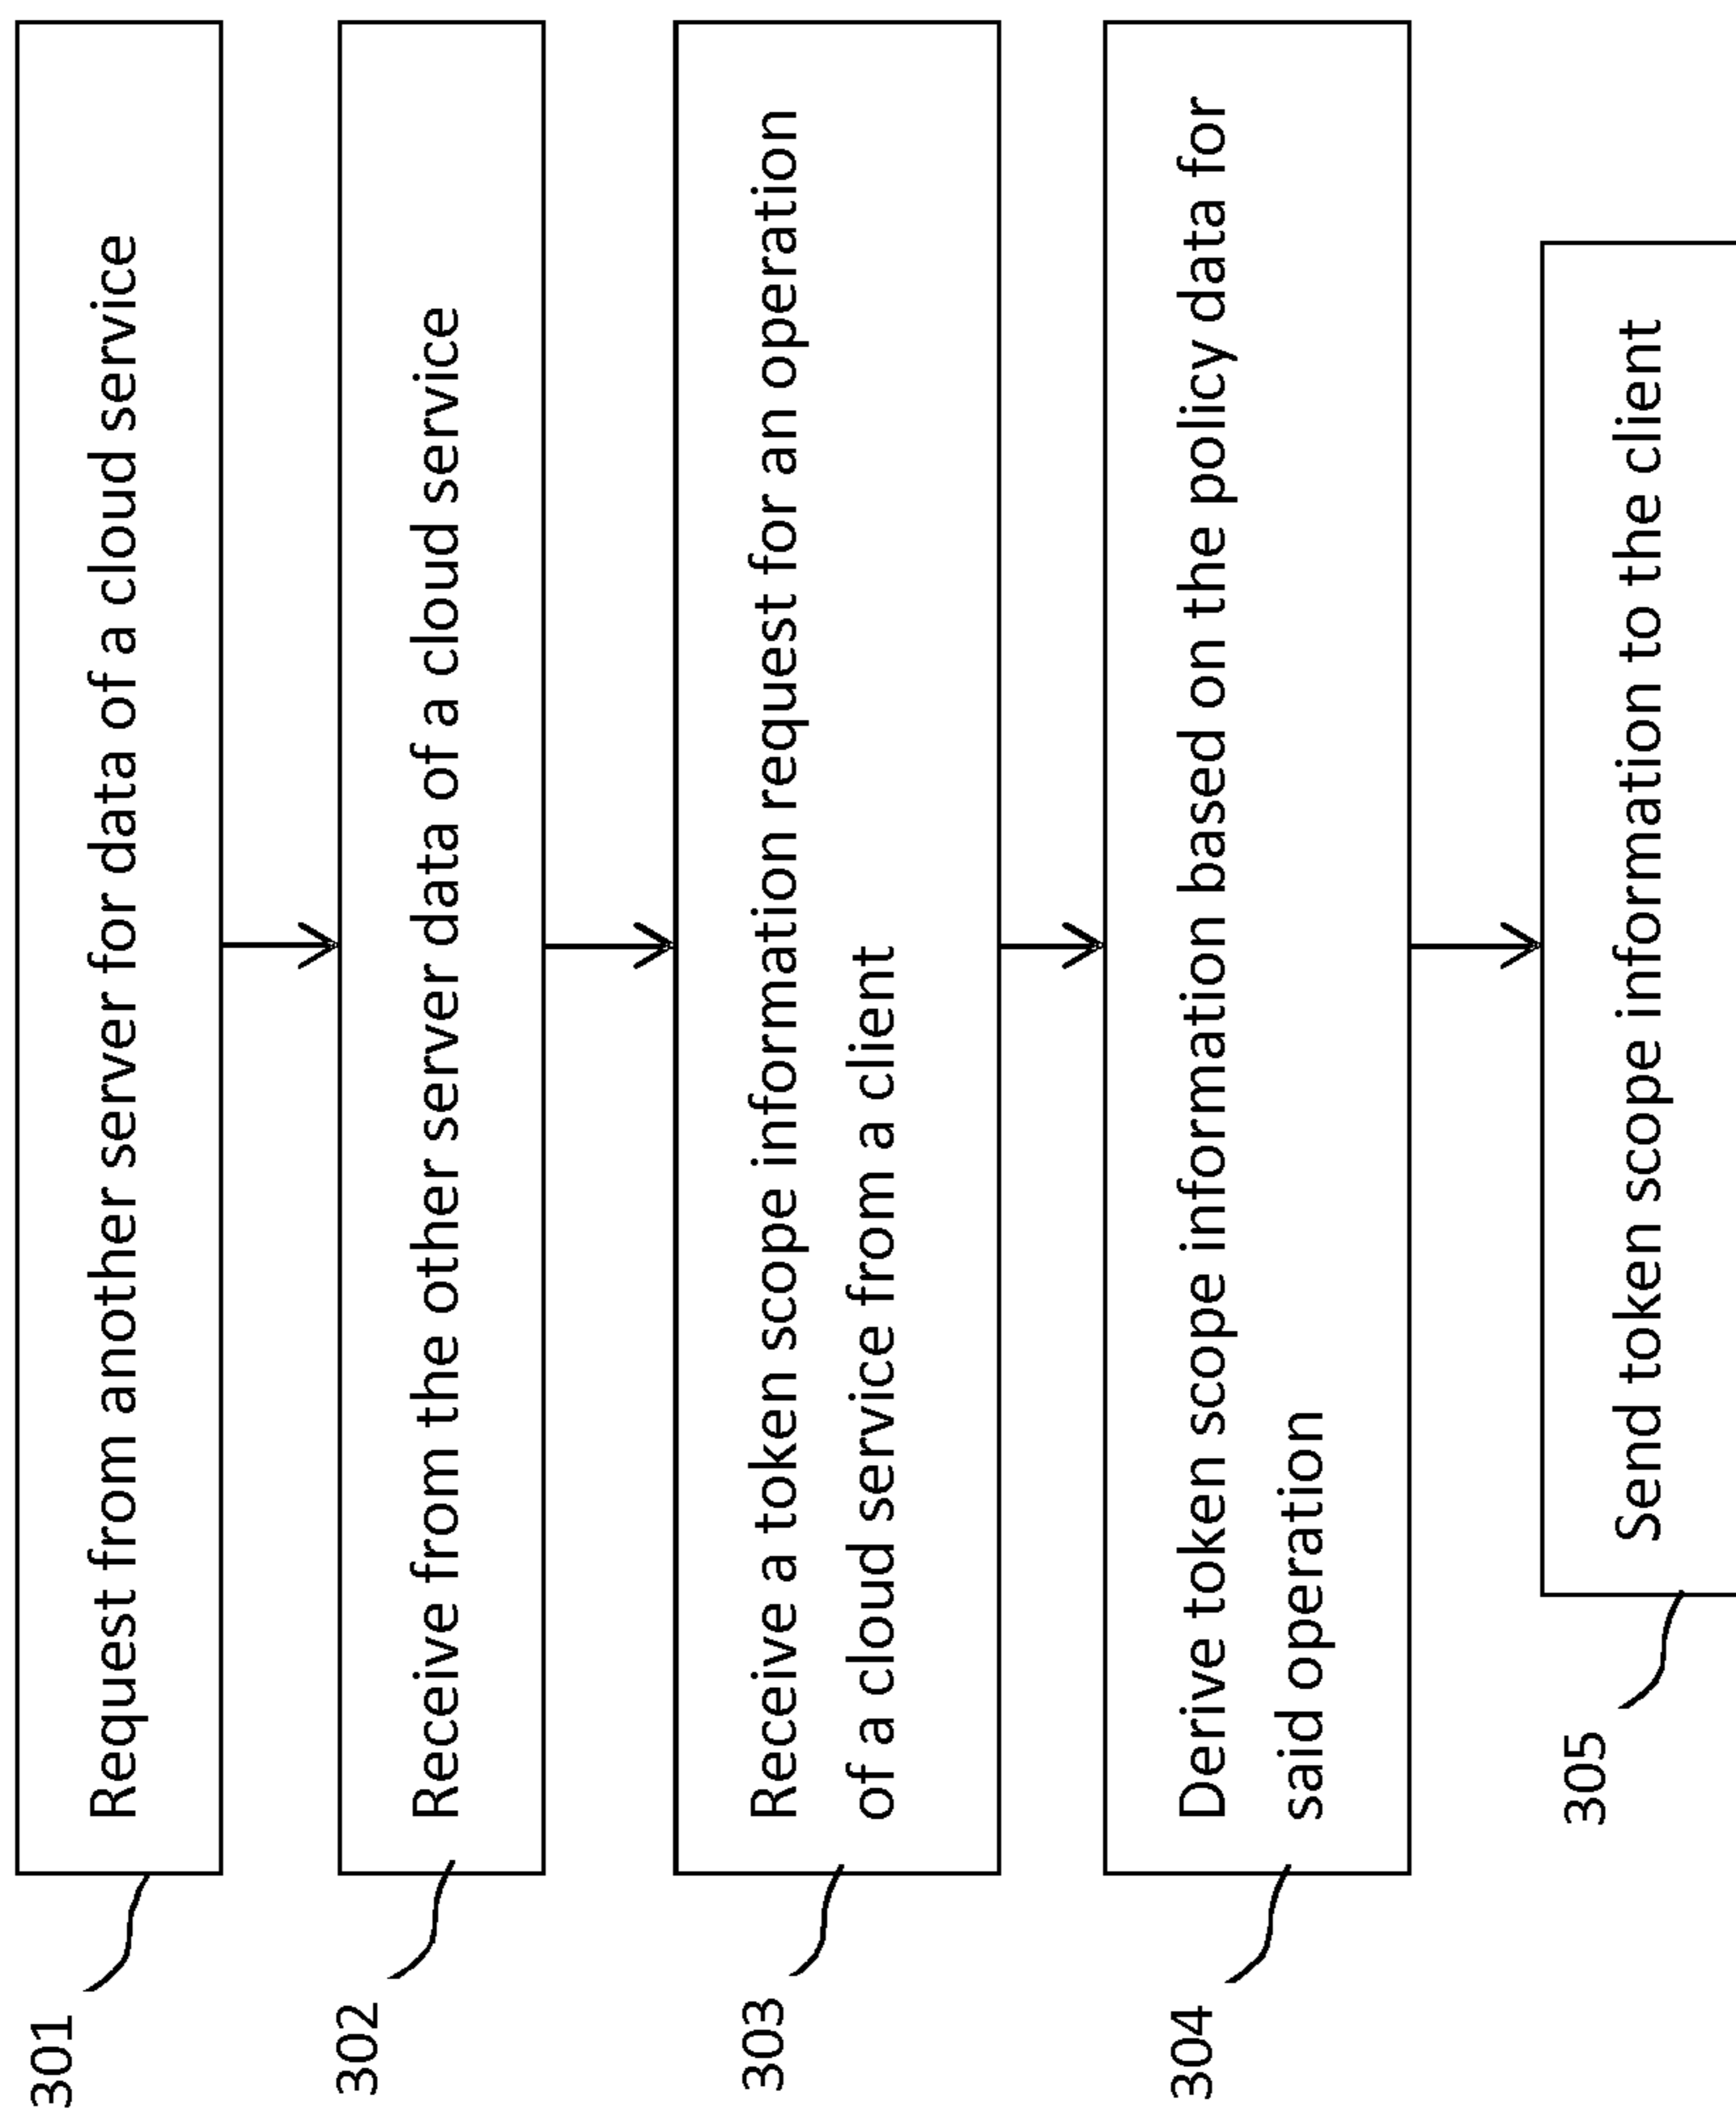 301
Request from another server for data of a cloud service
302
Receive from the other server data of a cloud service
303
Receive a token scope information request for an operation
of a cloud service from a client
304
Derive token scope information based on the policy data for
said operation
305
Send token scope information to the client